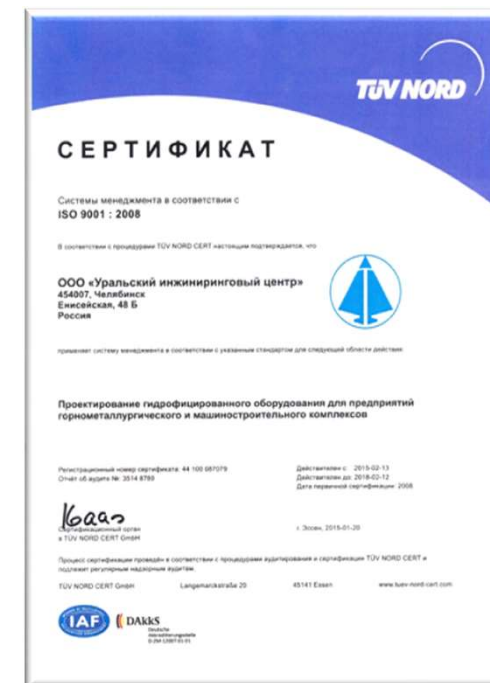 TÜV NORD
СЕРТИФИКАТ
Системы менеджмента в соответствии с
ISO 9001 : 2008
В соответствии с процедурами TÜV NORD CERT настоящим подтверждается, что
ООО «Уральский инжиниринговый центр»
454007, Челябинск
Енисейская, 48 Б
Россия
применяет систему менеджмента в соответствии с указанным стандартом для следующей области действия:
Проектирование гидрофицированного оборудования для предприятий
горнометаллургического и машиностроительного комплексов
Регистрационный номер сертификата: 44 100 087079
Отчёт об аудите №: 3514 8793
Действителен с: 2015-02-13
Действителен до: 2018-02-12
Дата первичной сертификации: 2008
Сертификационный орган
в TÜV NORD CERT GmbH
г. Эссен, 2015-01-20
Процесс сертификации проведён в соответствии с процедурами аудитирования и сертификации TÜV NORD CERT и
подлежит регулярным надзорным аудитам.
TÜV NORD CERT GmbH Langemarckstraße 20 45141 Essen www.tuev-nord-cert.com
IAF
DAkkS
Deutsche
Akkreditierungsstelle